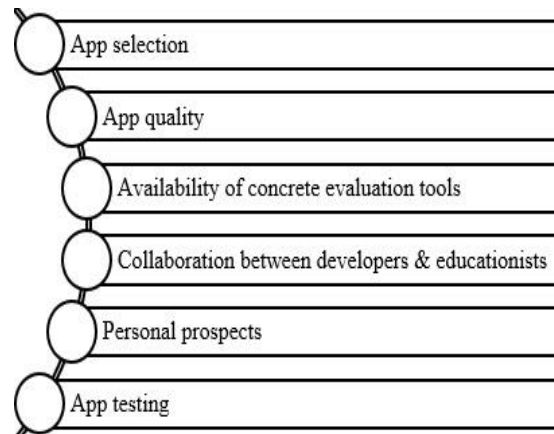 App selection
App quality
Availability of concrete evaluation tools
Collaboration between developers & educationists
Personal prospects
App testing